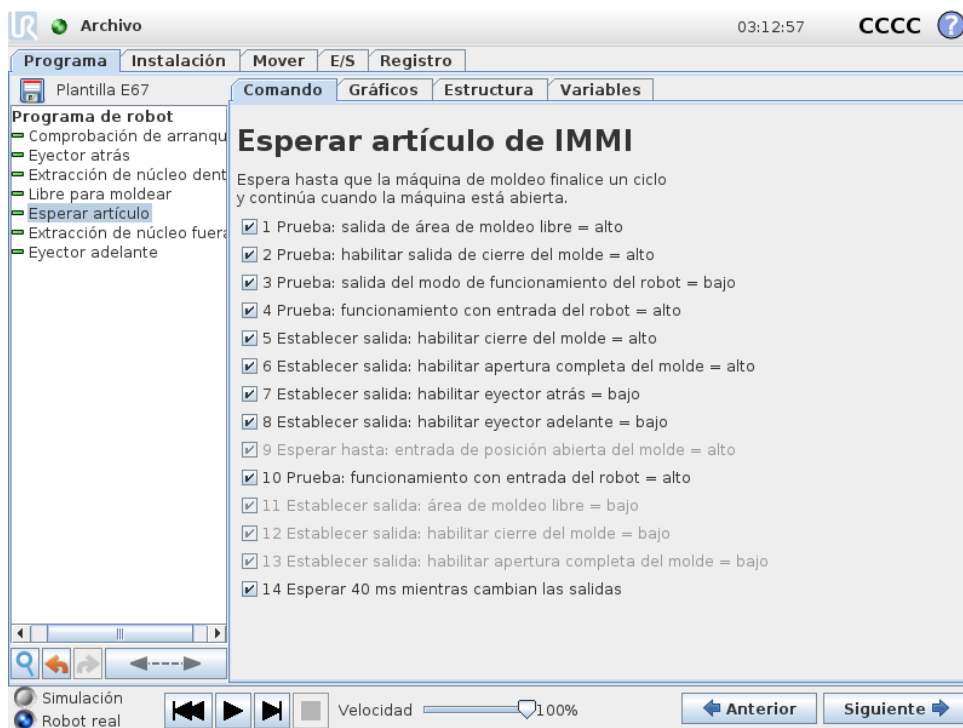 UR Archivo 03:12:57 CCCC ?
Programa Instalación Mover E/S Registro
Plantilla E67
Comando Gráficos Estructura Variables
Programa de robot
Comprobación de arranqu
Eyector atrás
Extracción de núcleo dent
Libre para moldear
Esperar artículo
Extracción de núcleo fuera
Eyector adelante
Esperar artículo de IMMI
Espera hasta que la máquina de moldeo finalice un ciclo
y continúa cuando la máquina está abierta.
1 Prueba: salida de área de moldeo libre = alto
2 Prueba: habilitar salida de cierre del molde = alto
3 Prueba: salida del modo de funcionamiento del robot = bajo
4 Prueba: funcionamiento con entrada del robot = alto
5 Establecer salida: habilitar cierre del molde = alto
6 Establecer salida: habilitar apertura completa del molde = alto
7 Establecer salida: habilitar eyector atrás = bajo
8 Establecer salida: habilitar eyector adelante = bajo
9 Esperar hasta: entrada de posición abierta del molde = alto
10 Prueba: funcionamiento con entrada del robot = alto
11 Establecer salida: área de moldeo libre = bajo
12 Establecer salida: habilitar cierre del molde = bajo
13 Establecer salida: habilitar apertura completa del molde = bajo
14 Esperar 40 ms mientras cambian las salidas
Simulación
Robot real
Velocidad 100%
Anterior Siguiente